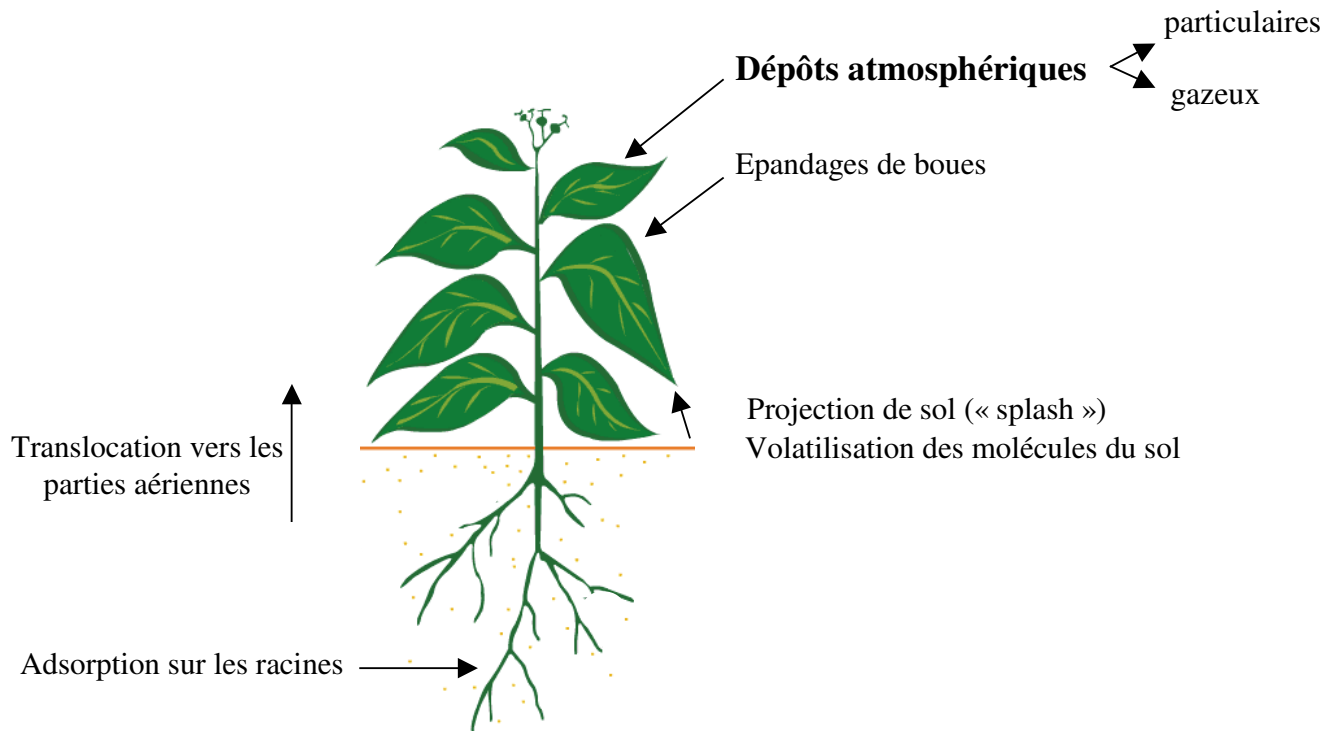 particulaires
Dépôts atmosphériques
gazeux
Epandages de boues
Projection de sol (« splash »)
Volatilisation des molécules du sol
Translocation vers les
parties aériennes
Adsorption sur les racines